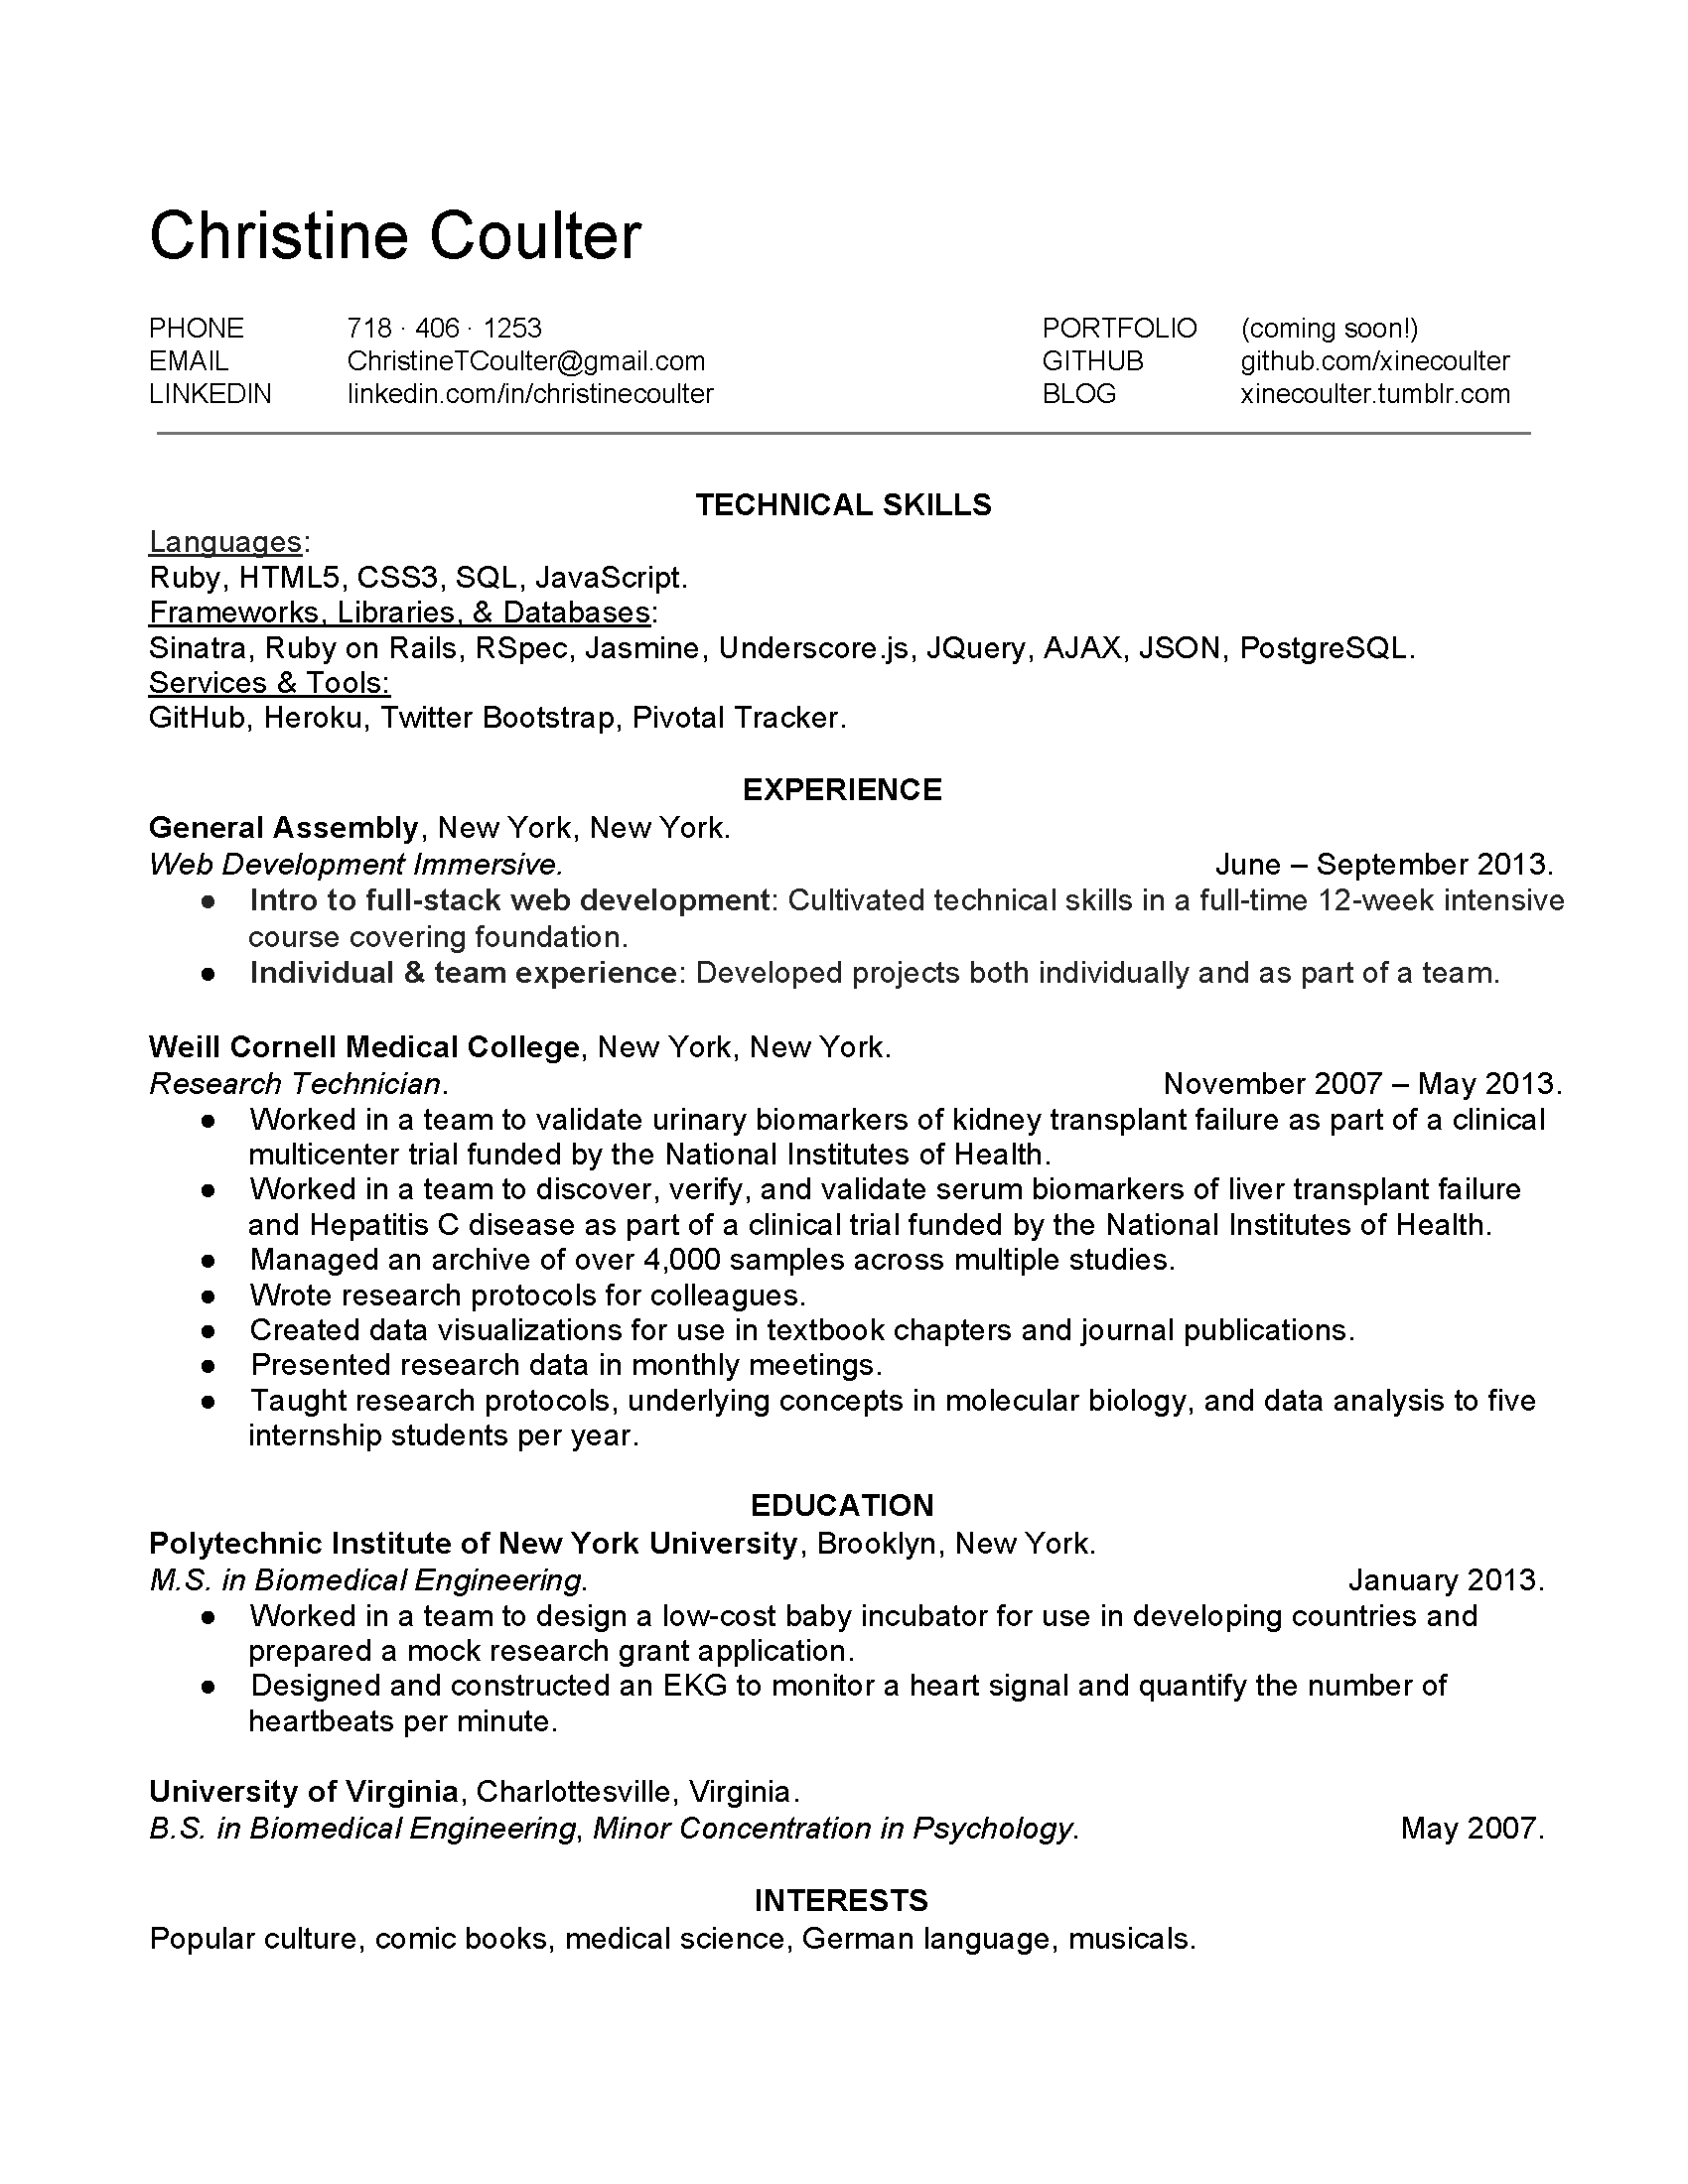 Christine Coulter
PHONE 718 · 406 · 1253 PORTFOLIO (coming soon!)
EMAIL ChristineTCoulter@gmail.com GITHUB github.com/xinecoulter
LINKEDIN linkedin.com/in/christinecoulter BLOG xinecoulter.tumblr.com
TECHNICAL SKILLS
Languages:
Ruby, HTML5, CSS3, SQL, JavaScript.
Frameworks, Libraries, & Databases:
Sinatra, Ruby on Rails, RSpec, Jasmine, Underscore.js, JQuery, AJAX, JSON, PostgreSQL.
Services & Tools:
GitHub, Heroku, Twitter Bootstrap, Pivotal Tracker.
EXPERIENCE
General Assembly, New York, New York.
Web Development Immersive. June – September 2013.
● Intro to full-stack web development: Cultivated technical skills in a full-time 12-week intensive
course covering foundation.
● Individual & team experience: Developed projects both individually and as part of a team.
Weill Cornell Medical College, New York, New York.
Research Technician. November 2007 – May 2013.
● Worked in a team to validate urinary biomarkers of kidney transplant failure as part of a clinical
multicenter trial funded by the National Institutes of Health.
● Worked in a team to discover, verify, and validate serum biomarkers of liver transplant failure
and Hepatitis C disease as part of a clinical trial funded by the National Institutes of Health.
● Managed an archive of over 4,000 samples across multiple studies.
● Wrote research protocols for colleagues.
● Created data visualizations for use in textbook chapters and journal publications.
● Presented research data in monthly meetings.
● Taught research protocols, underlying concepts in molecular biology, and data analysis to five
internship students per year.
EDUCATION
Polytechnic Institute of New York University, Brooklyn, New York.
M.S. in Biomedical Engineering. January 2013.
● Worked in a team to design a low-cost baby incubator for use in developing countries and
prepared a mock research grant application.
● Designed and constructed an EKG to monitor a heart signal and quantify the number of
heartbeats per minute.
University of Virginia, Charlottesville, Virginia.
B.S. in Biomedical Engineering, Minor Concentration in Psychology. May 2007.
INTERESTS
Popular culture, comic books, medical science, German language, musicals.